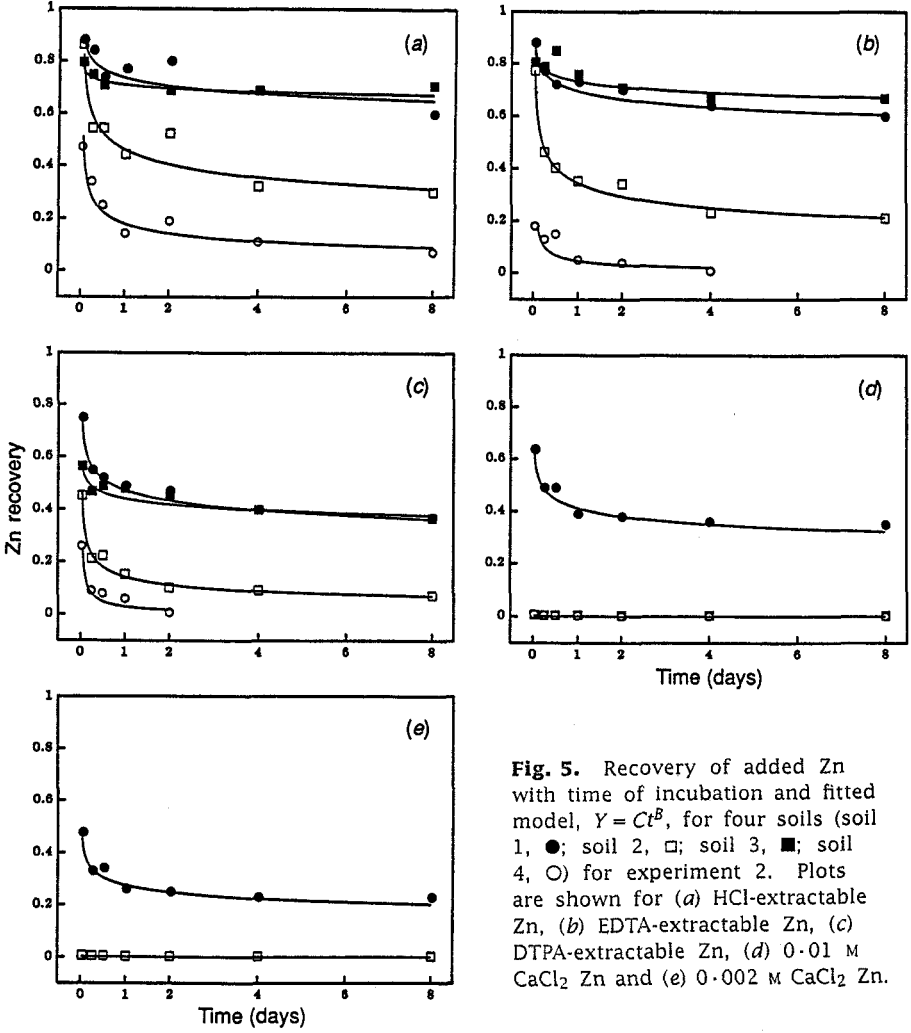 (a)
1
0.8
0.6
0.4
0.2
0
0 1 2 4 6 8
(b)
1
0.8
0.6
0.4
0.2
0
0 1 2 4 6 8
(c)
1
0.8
0.6
0.4
0.2
0
0 1 2 4 6 8
Zn recovery
(d)
1
0.8
0.6
0.4
0.2
0
0 1 2 4 6 8
Time (days)
(e)
1
0.8
0.6
0.4
0.2
0
0 1 2 4 6 8
Time (days)
Fig. 5. Recovery of added Zn
with time of incubation and fitted
model, Y = Ct^B, for four soils (soil
1, ●; soil 2, □; soil 3, ■; soil
4, ○) for experiment 2. Plots
are shown for (a) HCl-extractable
Zn, (b) EDTA-extractable Zn, (c)
DTPA-extractable Zn, (d) 0·01 M
CaCl₂ Zn and (e) 0·002 M CaCl₂ Zn.